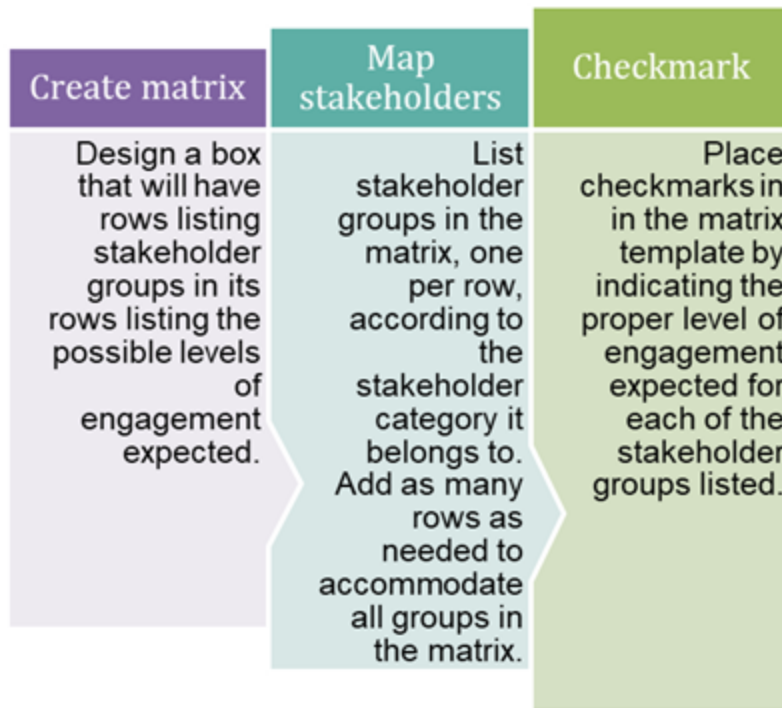 Create matrix
Design a box
that will have
rows listing
stakeholder
groups in its
rows listing the
possible levels
of
engagement
expected.
Map
stakeholders
List
stakeholder
groups in the
matrix, one
per row,
according to
the
stakeholder
category it
belongs to.
Add as many
rows as
needed to
accommodate
all groups in
the matrix.
Checkmark
Place
checkmarks in
in the matrix
template by
indicating the
proper level of
engagement
expected for
each of the
stakeholder
groups listed.